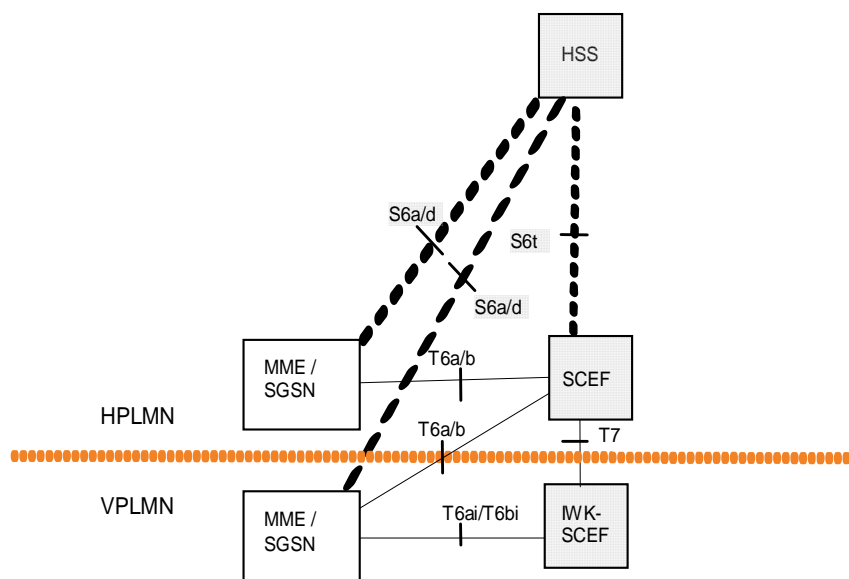 HSS
S6a/d
S6t
S6a/d
MME /
SGSN
T6a/b
SCEF
HPLMN
T6a/b
T7
VPLMN
MME /
SGSN
T6ai/T6bi
IWK-
SCEF